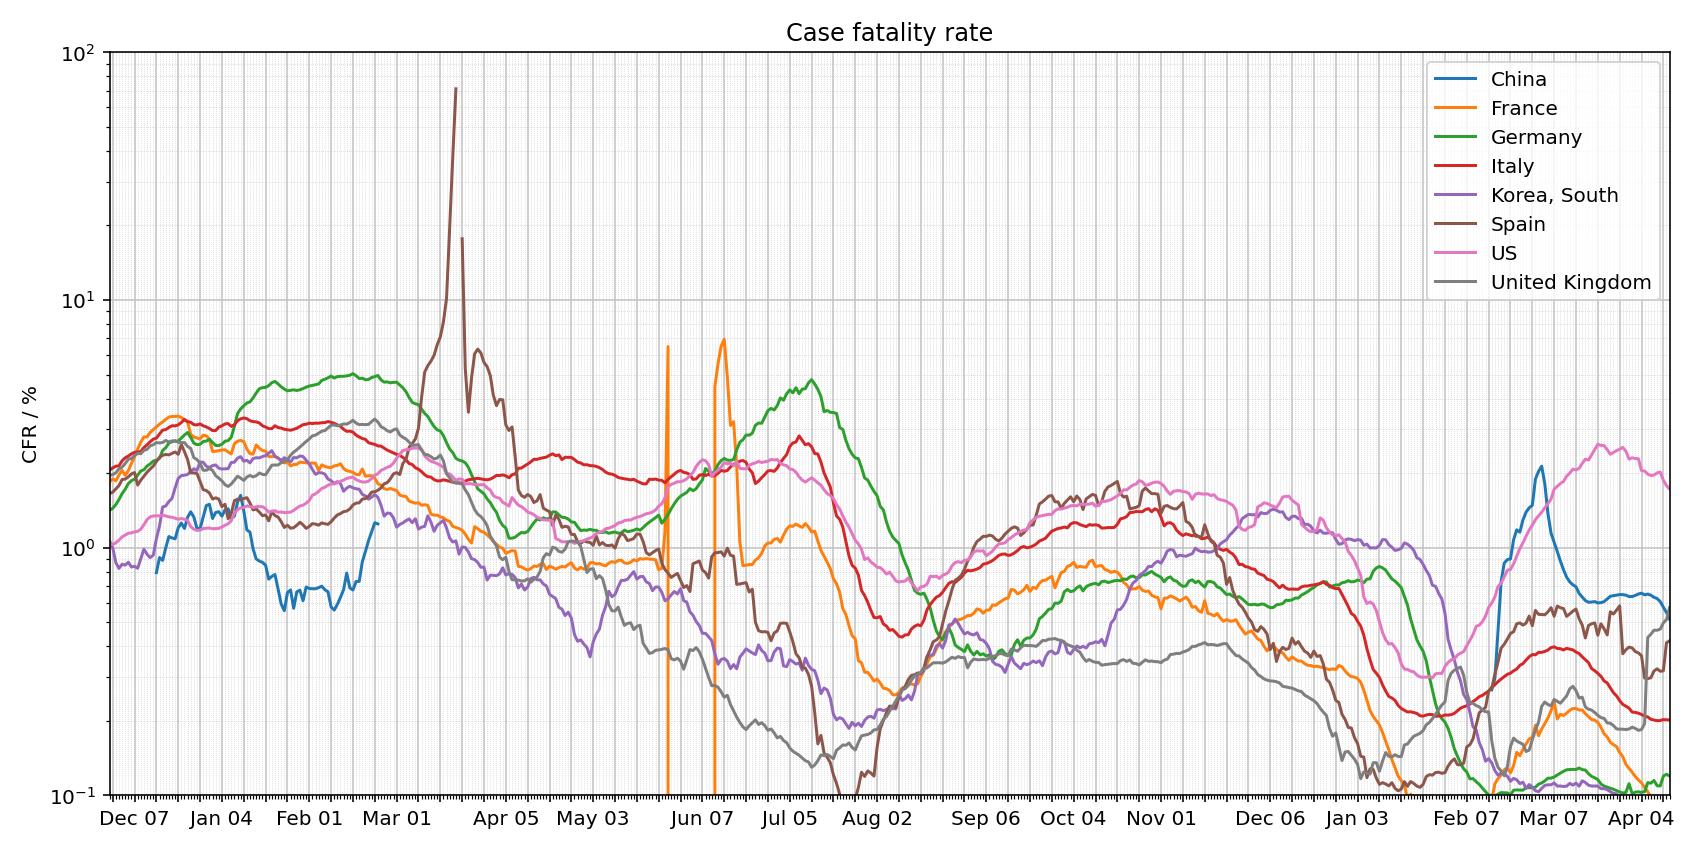 Case fatality rate
CFR / %
10²
10¹
10⁰
10⁻¹
China
France
Germany
Italy
Korea, South
Spain
US
United Kingdom
Dec 07 Jan 04 Feb 01 Mar 01 Apr 05 May 03 Jun 07 Jul 05 Aug 02 Sep 06 Oct 04 Nov 01 Dec 06 Jan 03 Feb 07 Mar 07 Apr 04